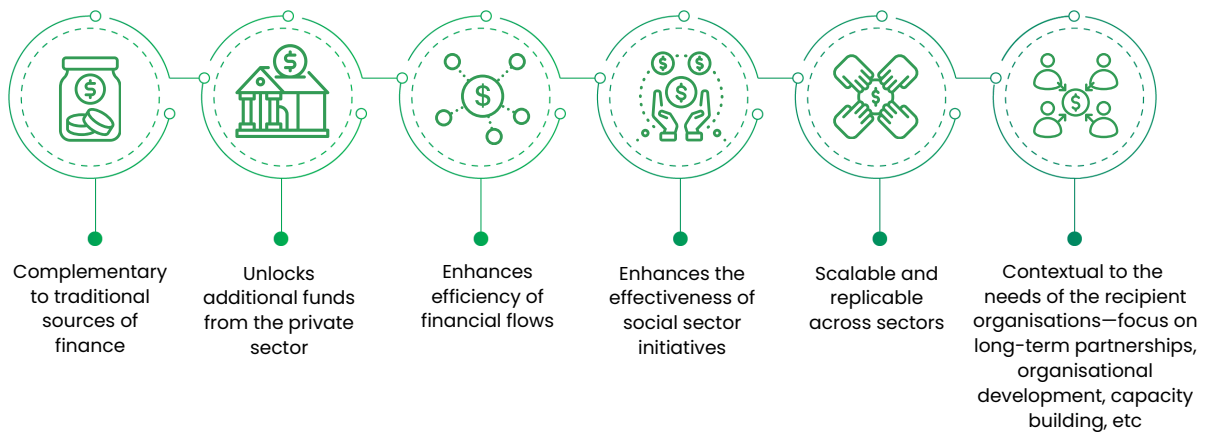 $
$
$
$ $
$
$
$
Complementary
to traditional
sources of
finance
Unlocks
additional funds
from the private
sector
Enhances
efficiency of
financial flows
Enhances the
effectiveness of
social sector
initiatives
Scalable and
replicable
across sectors
Contextual to the
needs of the recipient
organisations—focus on
long-term partnerships,
organisational
development, capacity
building, etc